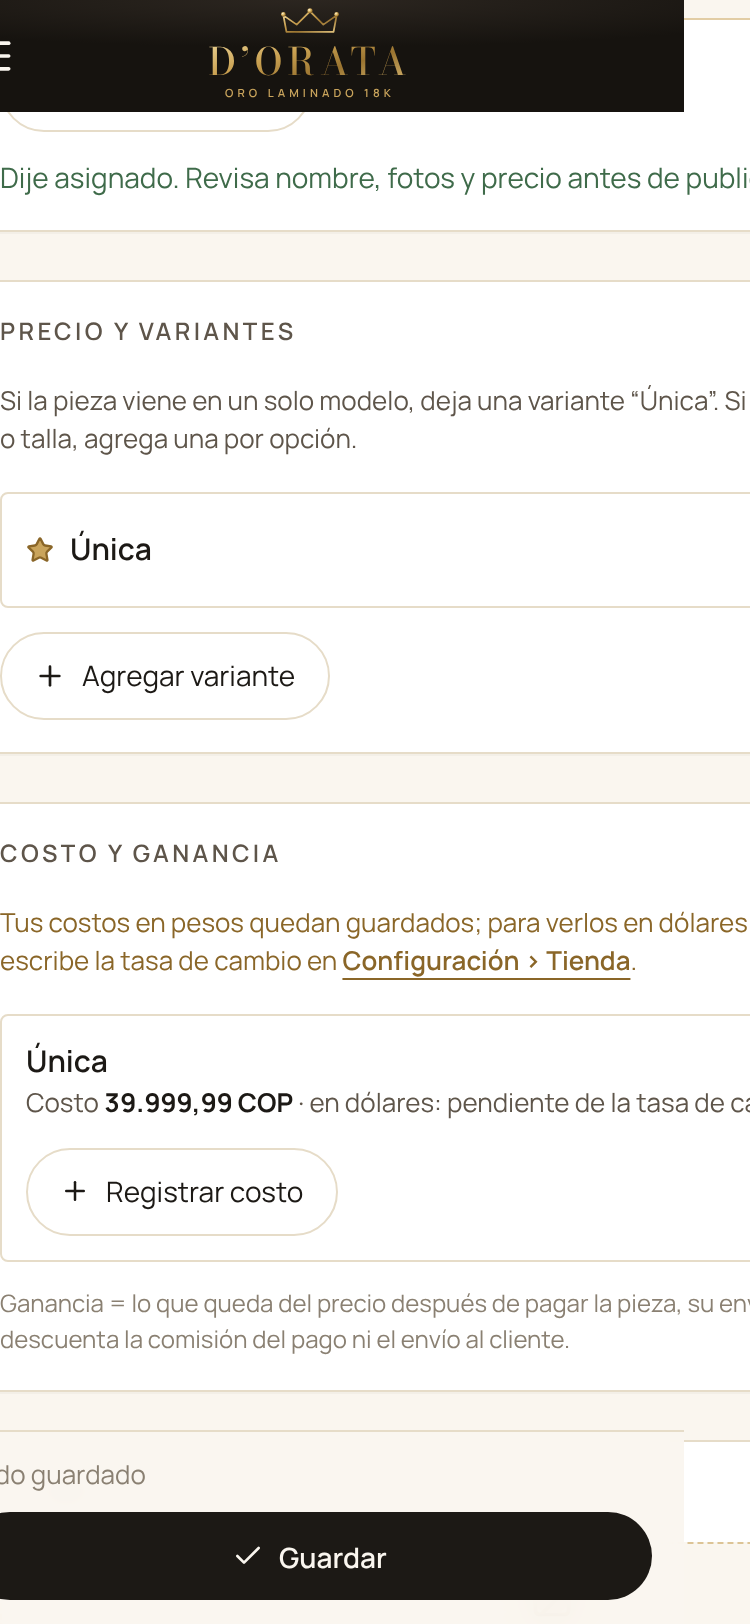 D'ORATA
ORO LAMINADO 18K
Dije asignado. Revisa nombre, fotos y precio antes de publi
PRECIO Y VARIANTES
Si la pieza viene en un solo modelo, deja una variante “Única”. Si
o talla, agrega una por opción.
Única
Agregar variante
COSTO Y GANANCIA
Tus costos en pesos quedan guardados; para verlos en dólares
escribe la tasa de cambio en Configuración › Tienda.
Única
Costo 39.999,99 COP · en dólares: pendiente de la tasa de ca
Registrar costo
Ganancia = lo que queda del precio después de pagar la pieza, su env
descuenta la comisión del pago ni el envío al cliente.
do guardado
Guardar